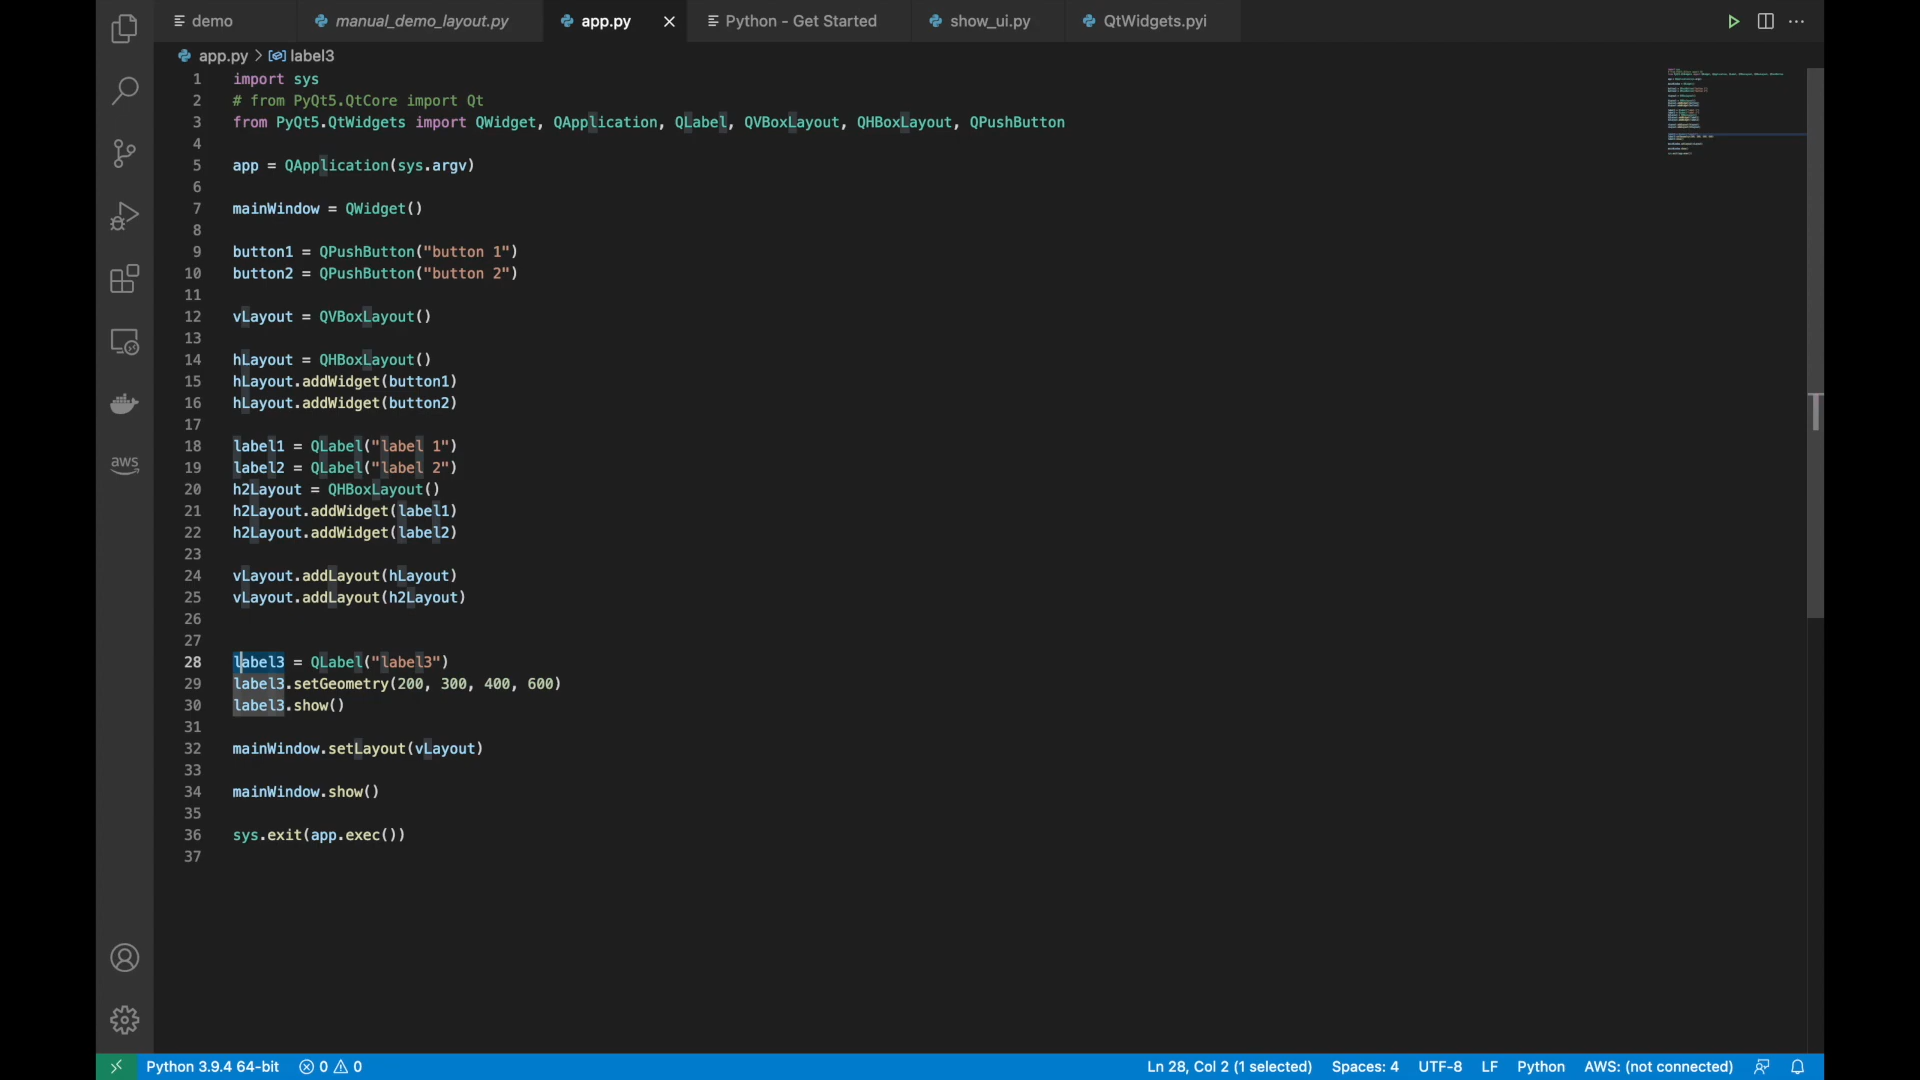 demo
manual_demo_layout.py
app.py
Python - Get Started
show_ui.py
QtWidgets.pyi
app.py > label3
1 import sys
2 # from PyQt5.QtCore import Qt
3 from PyQt5.QtWidgets import QWidget, QApplication, QLabel, QVBoxLayout, QHBoxLayout, QPushButton
4
5 app = QApplication(sys.argv)
6
7 mainWindow = QWidget()
8
9 button1 = QPushButton("button 1")
10 button2 = QPushButton("button 2")
11
12 vLayout = QVBoxLayout()
13
14 hLayout = QHBoxLayout()
15 hLayout.addWidget(button1)
16 hLayout.addWidget(button2)
17
18 label1 = QLabel("label 1")
19 label2 = QLabel("label 2")
20 h2Layout = QHBoxLayout()
21 h2Layout.addWidget(label1)
22 h2Layout.addWidget(label2)
23
24 vLayout.addLayout(hLayout)
25 vLayout.addLayout(h2Layout)
26
27
28 label3 = QLabel("label3")
29 label3.setGeometry(200, 300, 400, 600)
30 label3.show()
31
32 mainWindow.setLayout(vLayout)
33
34 mainWindow.show()
35
36 sys.exit(app.exec())
37
aws
Python 3.9.4 64-bit
0
0
Ln 28, Col 2 (1 selected)
Spaces: 4
UTF-8
LF
Python
AWS: (not connected)